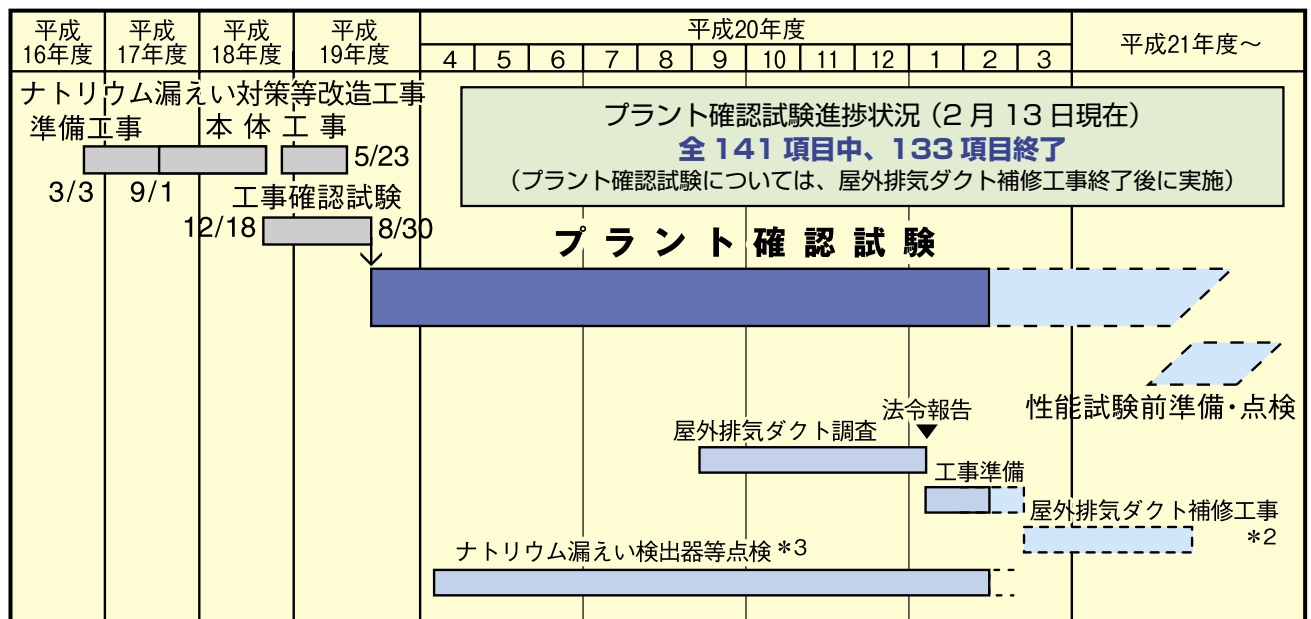 平成
16年度
平成
17年度
平成
18年度
平成
19年度
平成20年度
4 5 6 7 8 9 10 11 12 1 2 3
平成21年度～
ナトリウム漏えい対策等改造工事
準備工事 本体工事
5/23
3/3 9/1
工事確認試験
12/18 8/30
プラント確認試験進捗状況（2月13日現在）
全141項目中、133項目終了
（プラント確認試験については、屋外排気ダクト補修工事終了後に実施）
プラント確認試験
性能試験前準備・点検
法令報告
屋外排気ダクト調査
工事準備
屋外排気ダクト補修工事
*2
ナトリウム漏えい検出器等点検*3